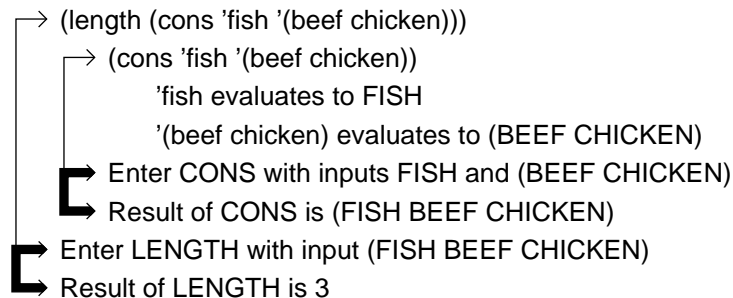 (length (cons ’fish ’(beef chicken)))
(cons ’fish ’(beef chicken))
’fish evaluates to FISH
’(beef chicken) evaluates to (BEEF CHICKEN)
Enter CONS with inputs FISH and (BEEF CHICKEN)
Result of CONS is (FISH BEEF CHICKEN)
Enter LENGTH with input (FISH BEEF CHICKEN)
Result of LENGTH is 3